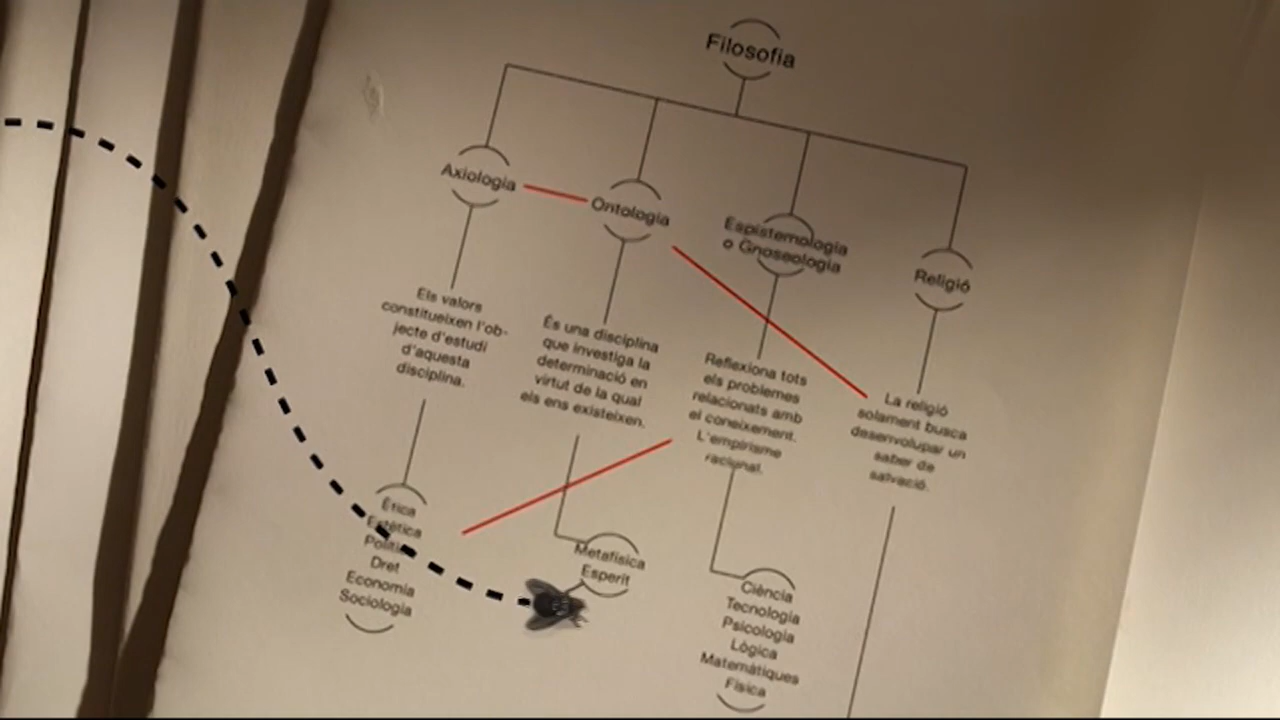 Filosofia
Axiologia
Ontologia
Espistemologia
o Gnoseologia
Religió
Els valors
constitueixen l'ob-
jecte d'estudi
d'aquesta
disciplina.
És una disciplina
que investiga la
determinació en
virtut de la qual
els ens existeixen.
Reflexiona tots
els problemes
relacionats amb
el coneixement.
L'empirisme
racional.
La religió
solament busca
desenvolupar un
saber de
salvació.
Ètica
Estètica
Política
Dret
Economia
Sociologia
Metafísica
Esperit
Ciència
Tecnologia
Psicologia
Lògica
Matemàtiques
Física